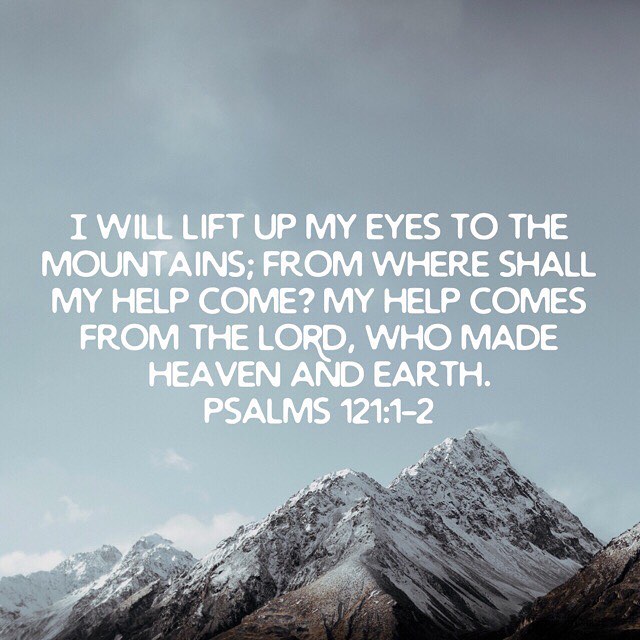 I WILL LIFT UP MY EYES TO THE
MOUNTAINS; FROM WHERE SHALL
MY HELP COME? MY HELP COMES
FROM THE LORD, WHO MADE
HEAVEN AND EARTH.
PSALMS 121:1-2